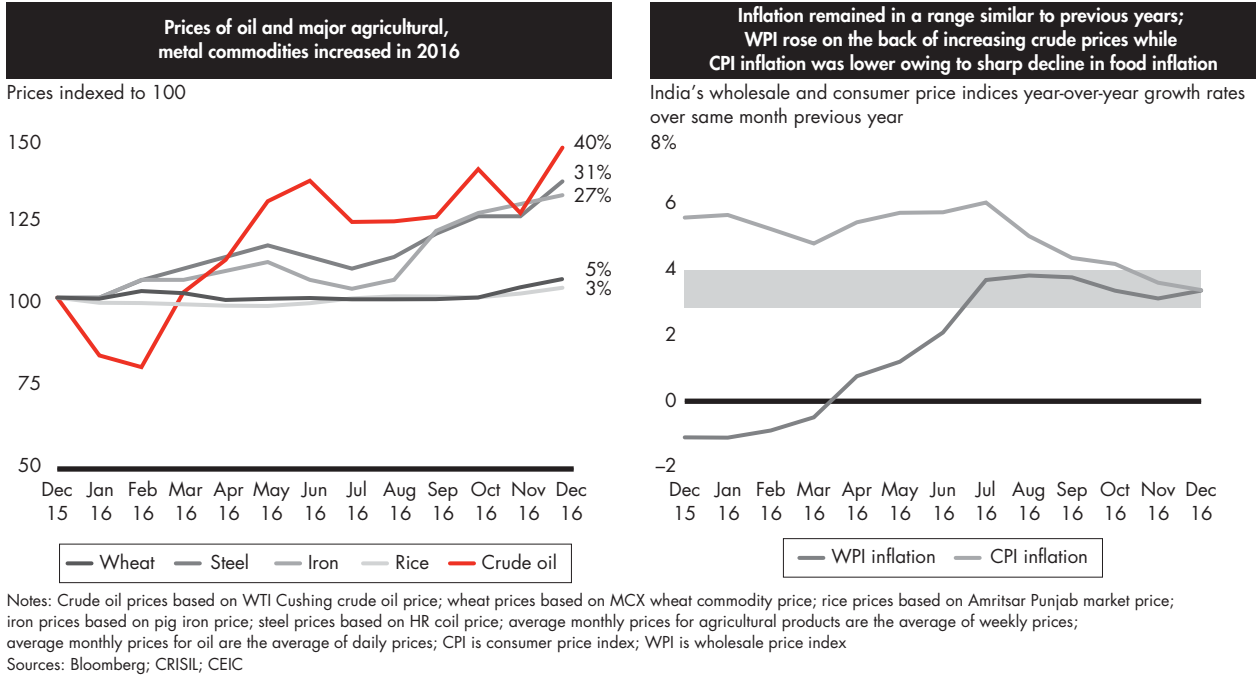 Prices of oil and major agricultural,
metal commodities increased in 2016
Prices indexed to 100
150
125
100
75
50
40%
31%
27%
5%
3%
Dec Jan Feb Mar Apr May Jun Jul Aug Sep Oct Nov Dec
15 16 16 16 16 16 16 16 16 16 16 16 16
Wheat Steel Iron Rice Crude oil
Inflation remained in a range similar to previous years;
WPI rose on the back of increasing crude prices while
CPI inflation was lower owing to sharp decline in food inflation
India's wholesale and consumer price indices year-over-year growth rates
over same month previous year
8%
6
4
2
0
–2
Dec Jan Feb Mar Apr May Jun Jul Aug Sep Oct Nov Dec
15 16 16 16 16 16 16 16 16 16 16 16 16
WPI inflation CPI inflation
Notes: Crude oil prices based on WTI Cushing crude oil price; wheat prices based on MCX wheat commodity price; rice prices based on Amritsar Punjab market price;
iron prices based on pig iron price; steel prices based on HR coil price; average monthly prices for agricultural products are the average of weekly prices;
average monthly prices for oil are the average of daily prices; CPI is consumer price index; WPI is wholesale price index
Sources: Bloomberg; CRISIL; CEIC